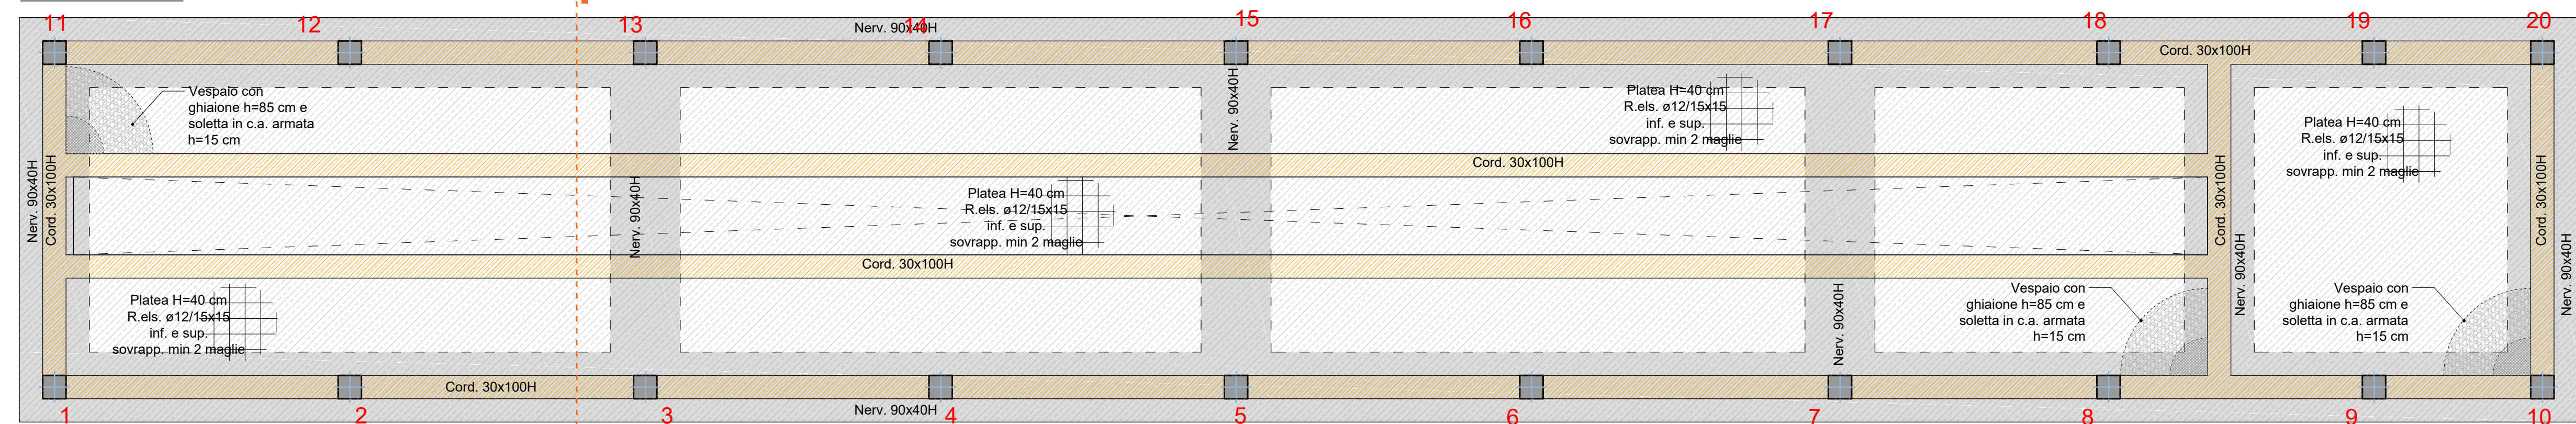 11
12
13
Nerv. 90x40H
14
15
16
17
18
19
20
Cord. 30x100H
Vespaio con
ghiaione h=85 cm e
soletta in c.a. armata
h=15 cm
Nerv. 90x40H
Platea H=40 cm
R.els. ø12/15x15
inf. e sup.
sovrapp. min 2 maglie
Platea H=40 cm
R.els. ø12/15x15
inf. e sup.
sovrapp. min 2 maglie
Nerv. 90x40H
Cord. 30x100H
Nerv. 90x40H
Platea H=40 cm
R.els. ø12/15x15
inf. e sup.
sovrapp. min 2 maglie
Cord. 30x100H
Cord. 30x100H
Cord. 30x100H
Nerv. 90x40H
Nerv. 90x40H
Cord. 30x100H
Platea H=40 cm
R.els. ø12/15x15
inf. e sup.
sovrapp. min 2 maglie
Nerv. 90x40H
Vespaio con
ghiaione h=85 cm e
soletta in c.a. armata
h=15 cm
Vespaio con
ghiaione h=85 cm e
soletta in c.a. armata
h=15 cm
Cord. 30x100H
Nerv. 90x40H
1
2
3
4
5
6
7
8
9
10